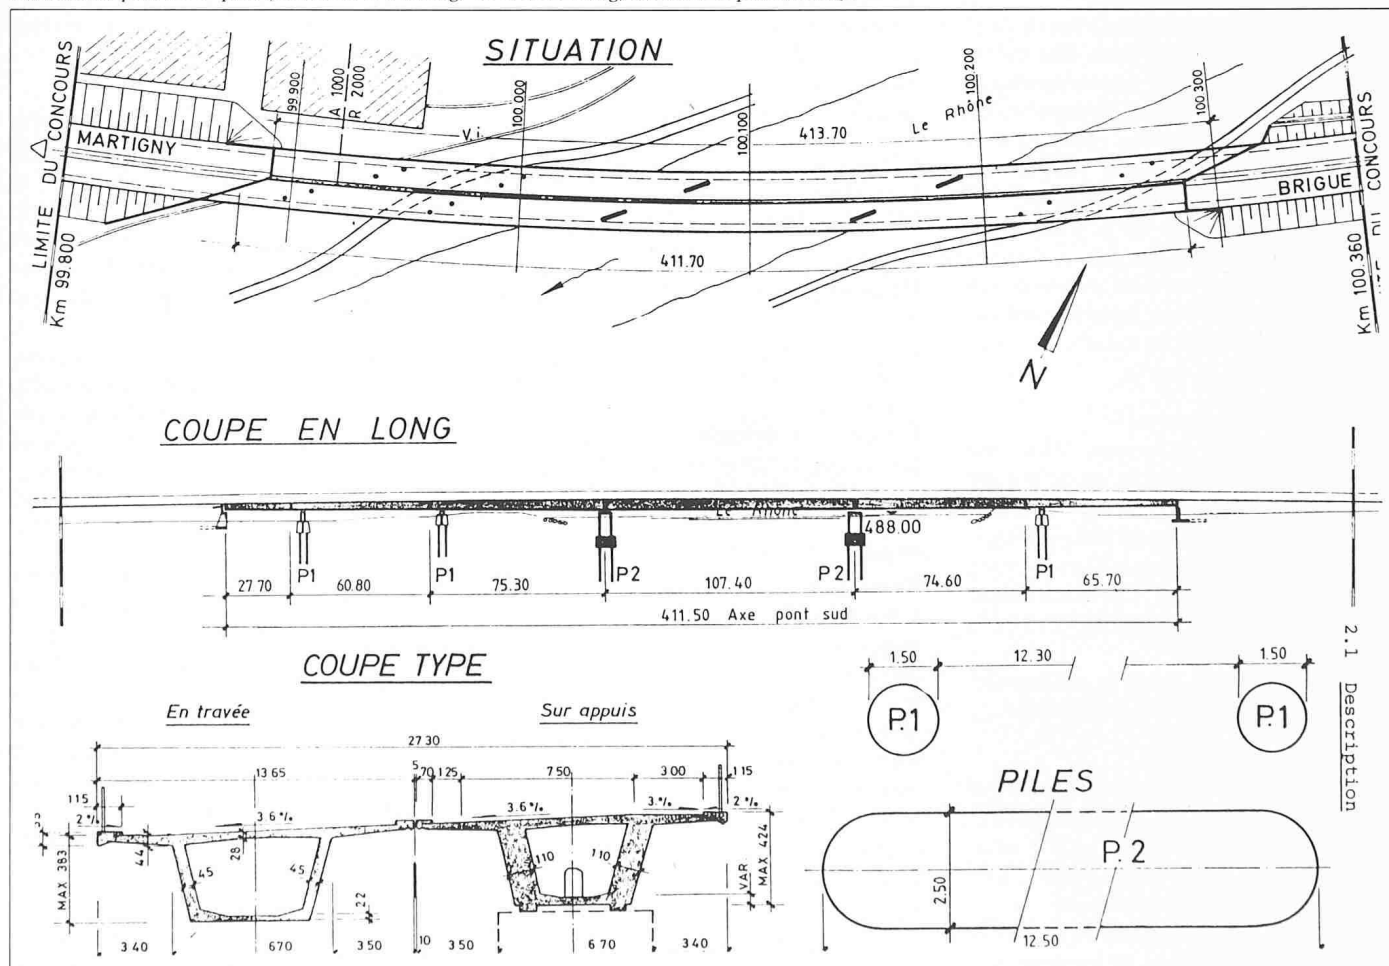 SITUATION
LIMITE DU CONCOURS
Km 99.800
MARTIGNY
99.900
A 1000
R 2000
V.i.
100.000
100.100
413.70
Le Rhône
100.200
100.300
BRIGUE
DU CONCOURS
Km 100.360
411.70
N
COUPE EN LONG
Le Rhône
488.00
P1
P1
P2
P2
P1
27.70
60.80
75.30
107.40
74.60
65.70
411.50 Axe pont sud
2.1 Description
COUPE TYPE
En travée
Sur appuis
27.30
13.65
5
70
125
7.50
3.00
1.15
115
2%
3.6%
3.6%
3.%
2%
MAX 383
44
28
45
45
22
110
110
VAR.
MAX 424
3.40
6.70
3.50
10
3.50
6.70
3.40
1.50
12.30
1.50
P.1
P.1
PILES
P.2
2.50
12.50